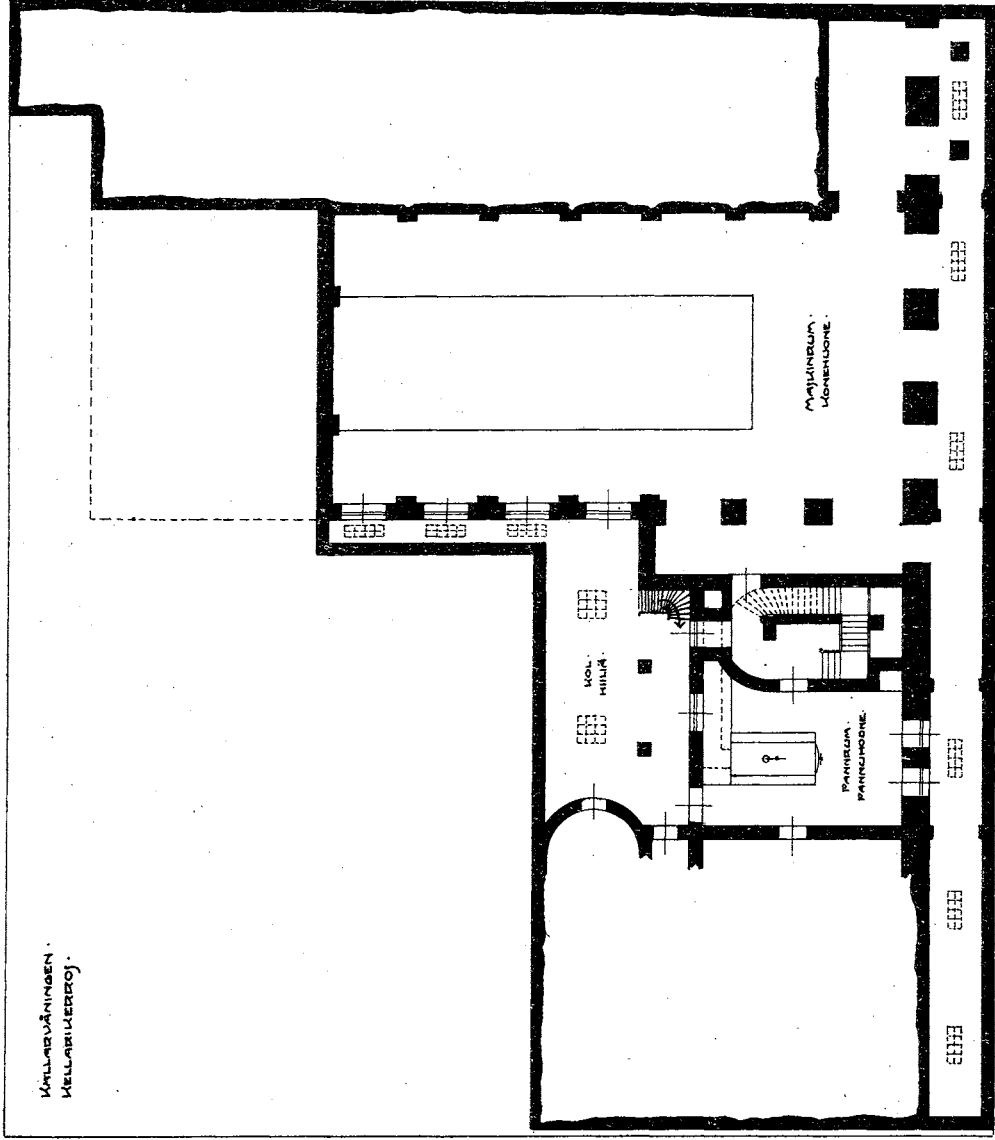 KÄLLARVÅNINGEN.
KELLARIKERROS.
KOL.
HIILIÄ
PANNRUM.
PANNUHUONE.
MASKINRUM.
KONEHUONE.